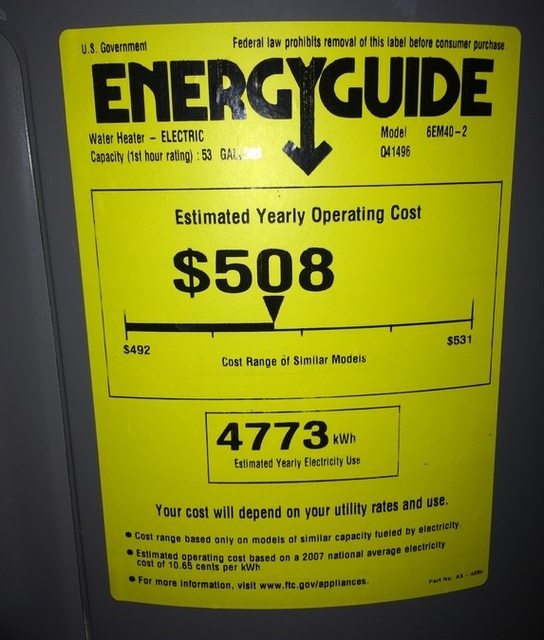 U.S. Government
Federal law prohibits removal of this label before consumer purchase.
ENERGYGUIDE
Water Heater – ELECTRIC
Capacity (1st hour rating) : 53
Model 6EM40-2
041496
Estimated Yearly Operating Cost
$508
$492
$531
Cost Range of Similar Models
4773 kWh
Estimated Yearly Electricity Use
Your cost will depend on your utility rates and use.
● Cost range based only on models of similar capacity fueled by electricity.
● Estimated operating cost based on a 2007 national average electricity
cost of 10.65 cents per kWh
● For more information, visit www.ftc.gov/appliances.
Part No. AX